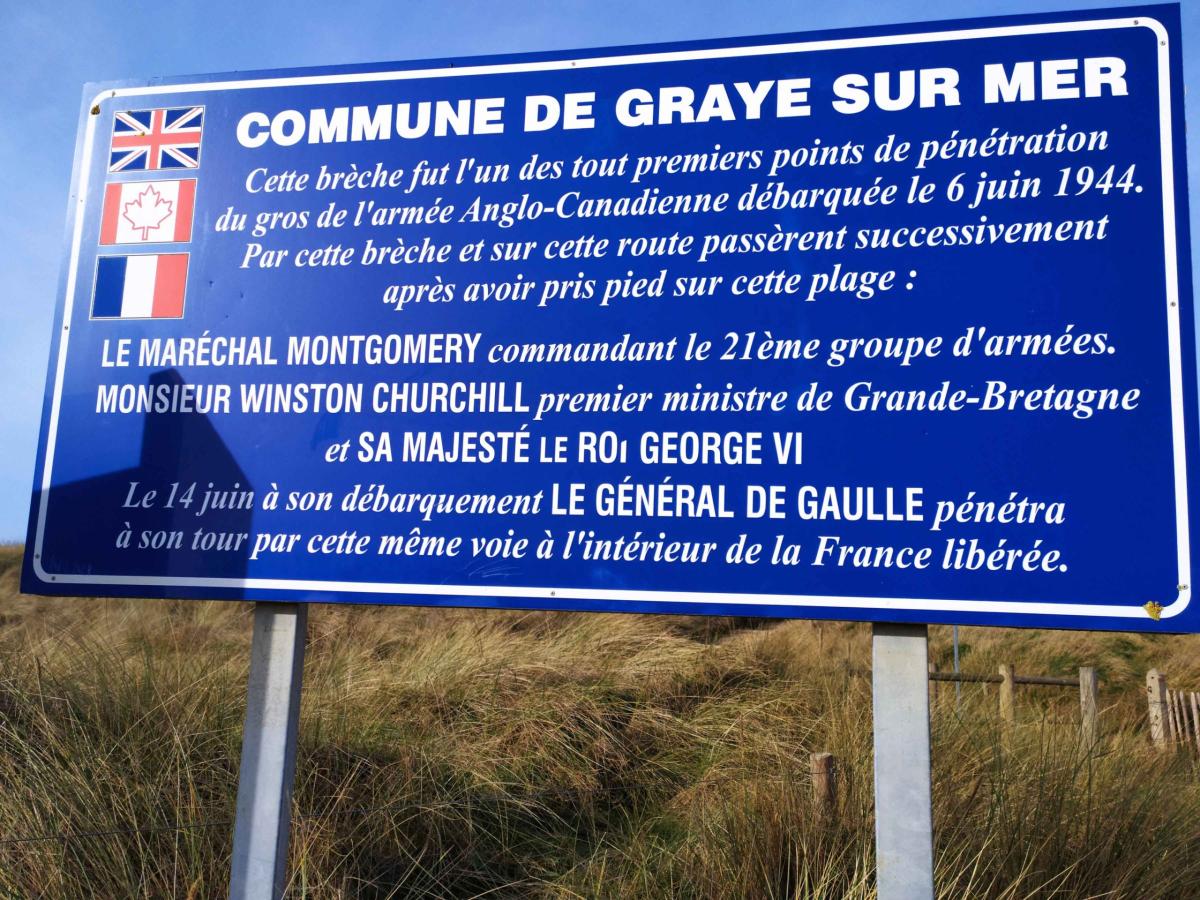 COMMUNE DE GRAYE SUR MER
Cette brèche fut l'un des tout premiers points de pénétration
du gros de l'armée Anglo-Canadienne débarquée le 6 juin 1944.
Par cette brèche et sur cette route passèrent successivement
après avoir pris pied sur cette plage :
LE MARÉCHAL MONTGOMERY commandant le 21ème groupe d'armées.
MONSIEUR WINSTON CHURCHILL premier ministre de Grande-Bretagne
et SA MAJESTÉ LE ROI GEORGE VI
Le 14 juin à son débarquement LE GÉNÉRAL DE GAULLE pénétra
à son tour par cette même voie à l'intérieur de la France libérée.